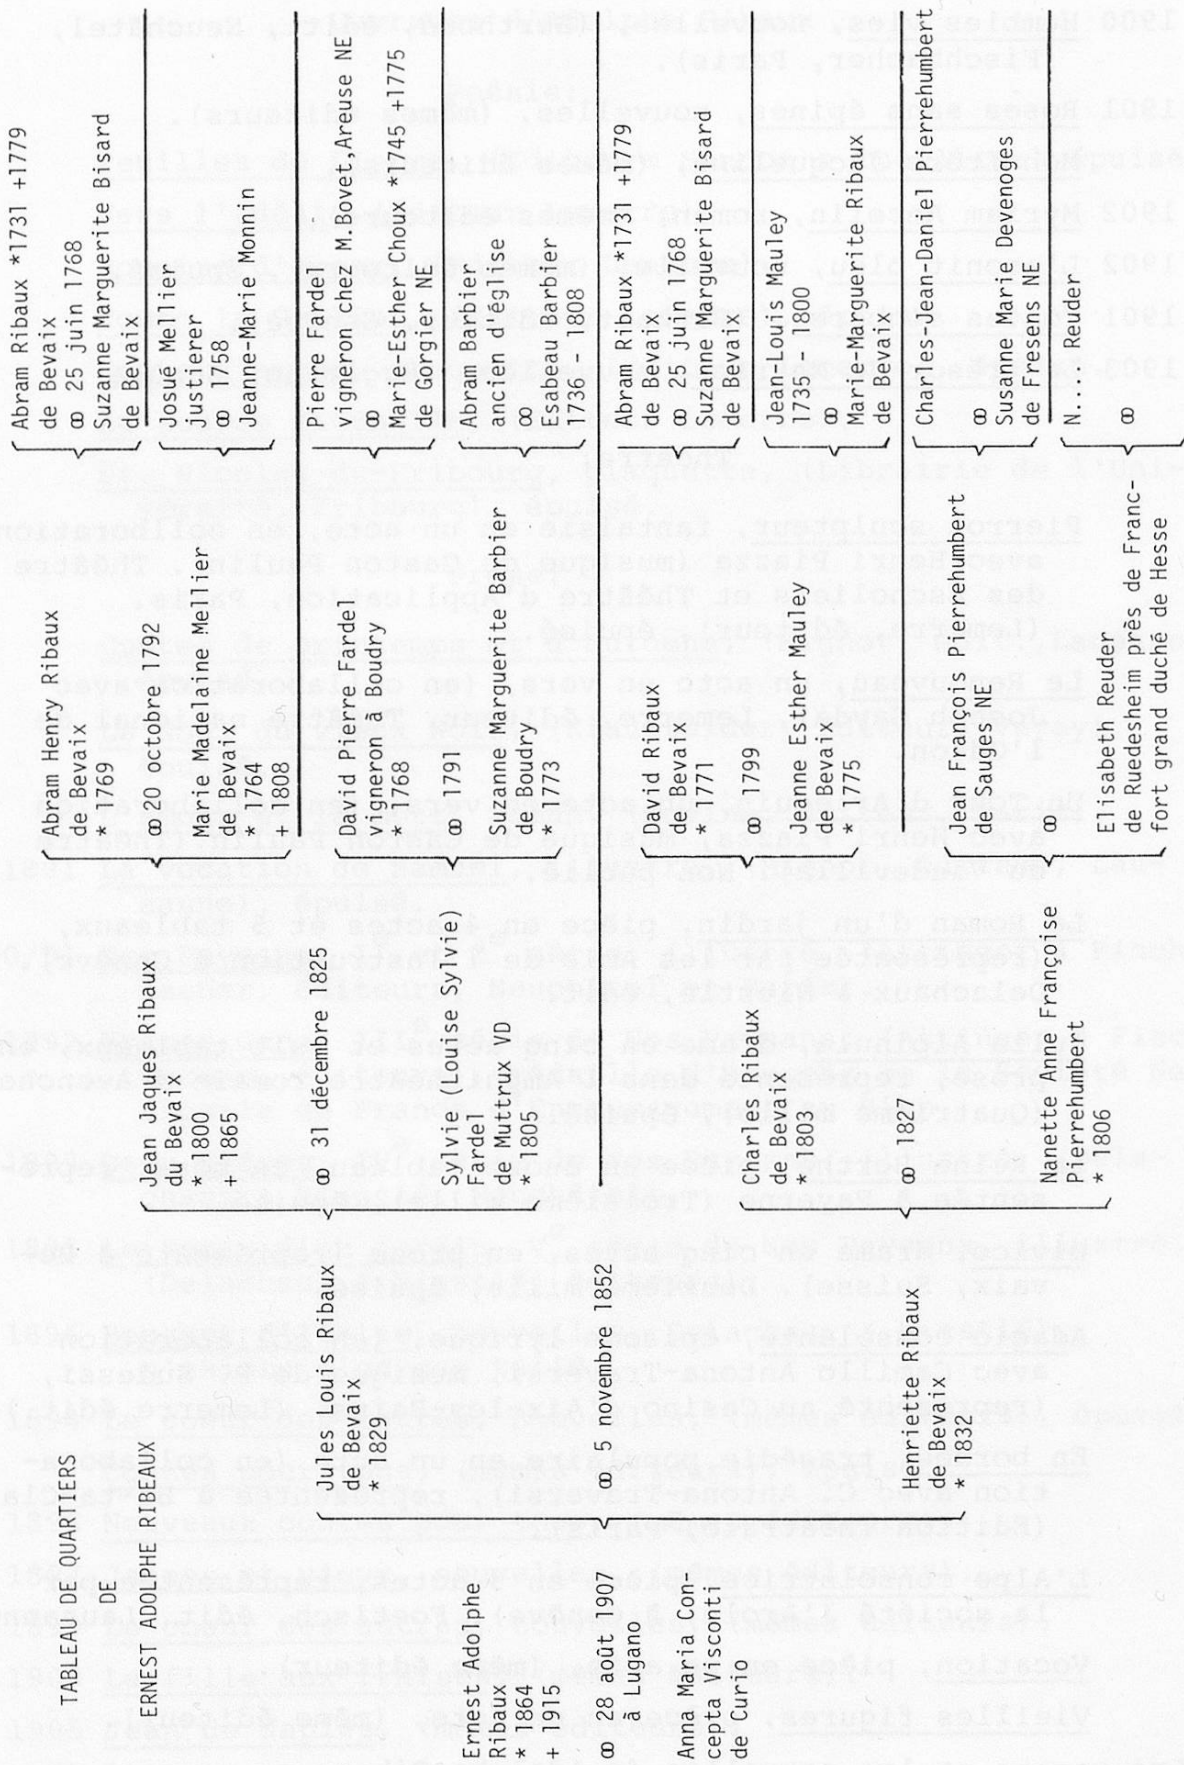 TABLEAU DE QUARTIERS
DE
ERNEST ADOLPHE RIBEAUX
Ernest Adolphe
Ribaux
* 1864
+ 1915
∞ 28 août 1907
à Lugano
Anna Maria Con-
cepta Visconti
de Curio
Jules Louis Ribaux
de Bevaix
* 1829
∞ 5 novembre 1852
Henriette Ribaux
de Bevaix
* 1832
Jean Jaques Ribaux
du Bevaix
* 1800
+ 1865
∞ 31 décembre 1825
Sylvie (Louise Sylvie)
Fardel
de Muttrux VD
* 1805
Charles Ribaux
de Bevaix
* 1803
∞ 1827
Nanette Anne Françoise
Pierrehumbert
* 1806
Abram Henry Ribaux
de Bevaix
* 1769
∞ 20 octobre 1792
Marie Madellaine Mellier
de Bevaix
* 1764
+ 1808
David Pierre Fardel
vigneron à Boudry
* 1768
∞ 1791
Suzanne Marguerite Barbier
de Boudry
* 1773
David Ribaux
de Bevaix
* 1771
∞ 1799
Jeanne Esther Mauley
de Bevaix
* 1775
Jean François Pierrehumbert
de Sauges NE
∞
Elisabeth Reuder
de Ruedesheim près de Franc-
fort grand duché de Hesse
Abram Ribaux *1731 +1779
de Bevaix
∞ 25 juin 1768
Suzanne Marguerite Bisard
de Bevaix
Josué Mellier
justicier
∞ 1758
Jeanne-Marie Monnin
Pierre Fardel
vigneron chez M.Bovet,Areuse NE
∞
Marie-Esther Choux *1745 +1775
de Gorgier NE
Abram Barbier
ancien d'église
∞
Esabeau Barbier
1736 - 1808
Abram Ribaux *1731 +1779
de Bevaix
∞ 25 juin 1768
Suzanne Marguerite Bisard
de Bevaix
Jean-Louis Mauley
1735 - 1800
∞
Marie-Marguerite Ribaux
de Bevaix
Charles-Jean-Daniel Pierrehumbert
∞
Susanne Marie Devenoges
de Fresens NE
N.... Reuder
∞